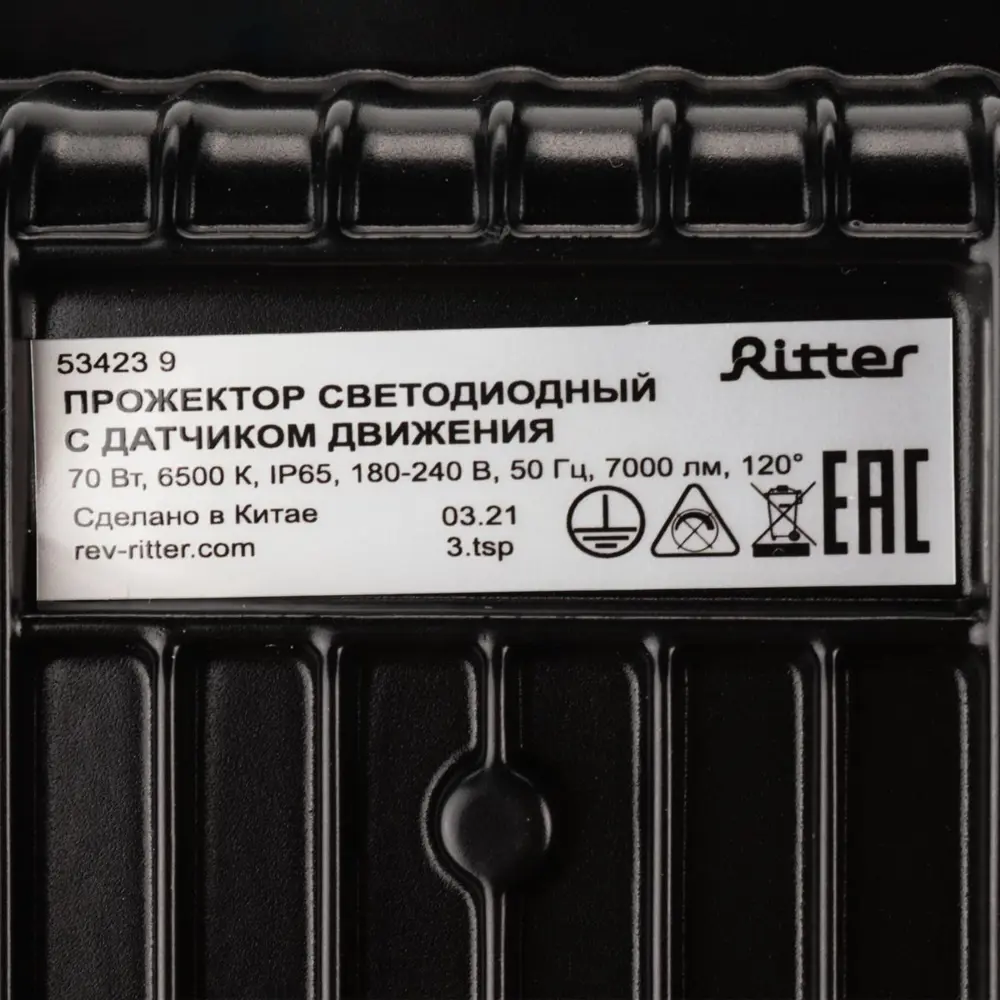 53423 9
Ritter
ПРОЖЕКТОР СВЕТОДИОДНЫЙ
С ДАТЧИКОМ ДВИЖЕНИЯ
70 Вт, 6500 К, IP65, 180-240 В, 50 Гц, 7000 лм, 120°
Сделано в Китае 03.21
rev-ritter.com 3.tsp
EAC